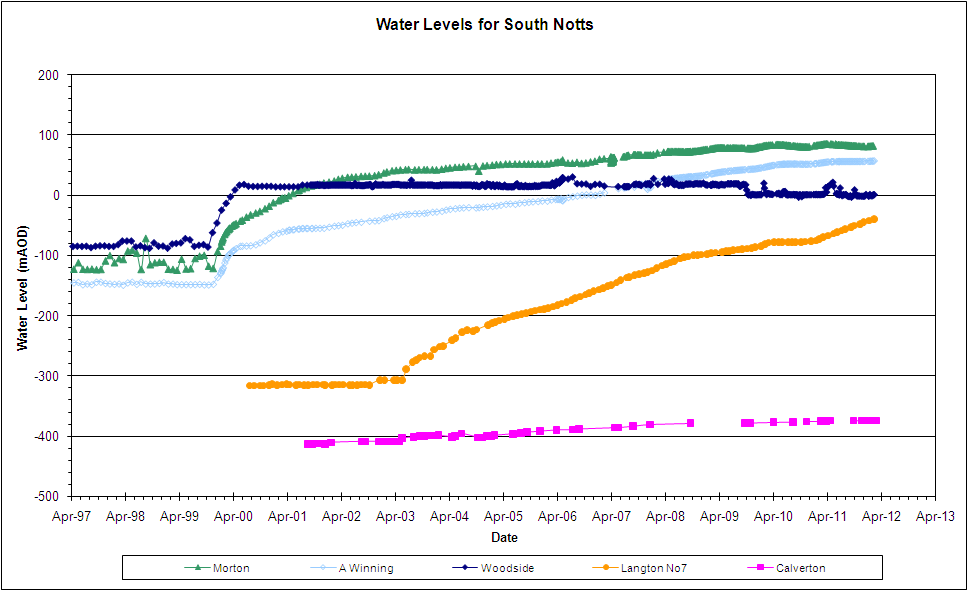 Water Levels for South Notts
200
100
0
-100
-200
-300
-400
-500
Water Level (mAOD)
Apr-97 Apr-98 Apr-99 Apr-00 Apr-01 Apr-02 Apr-03 Apr-04 Apr-05 Apr-06 Apr-07 Apr-08 Apr-09 Apr-10 Apr-11 Apr-12 Apr-13
Date
Morton A Winning Woodside Langton No7 Calverton